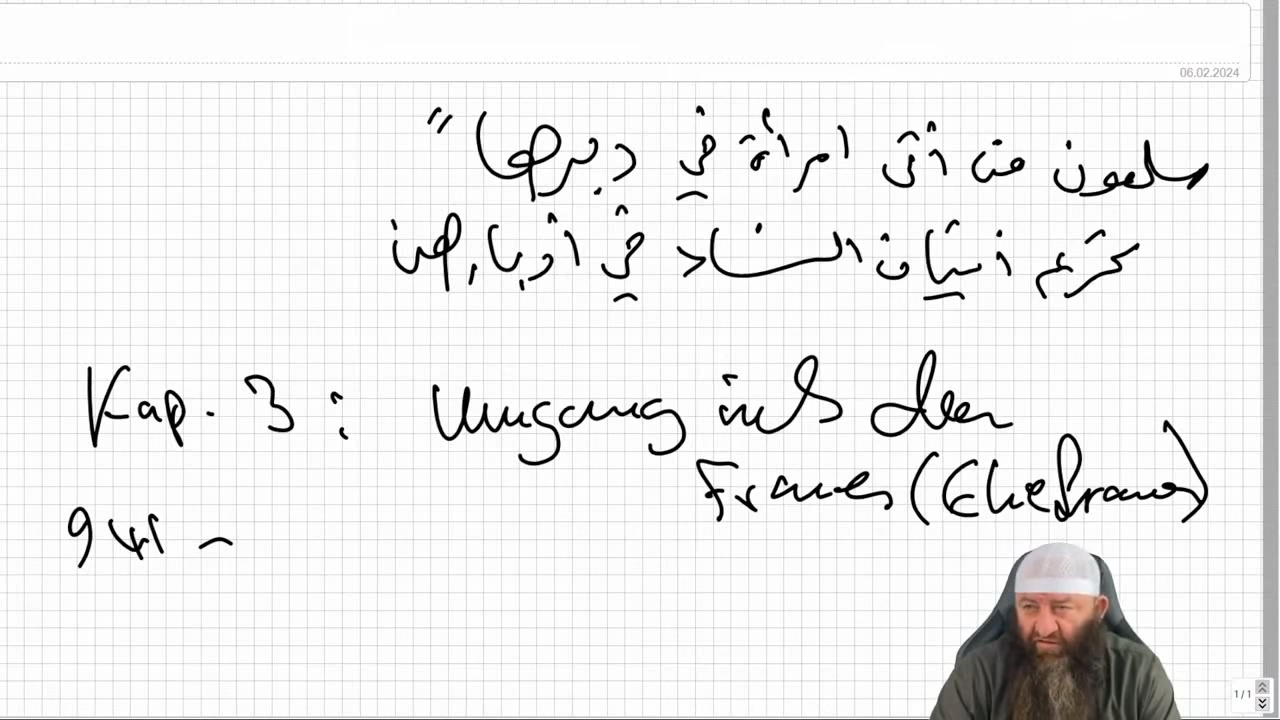 06.02.2024
ملعون من أتى امرأة في دبرها"
تحريم إتيان النساء في أدبارهن
Kap. 3: Umgang mit den
Frauen (Ehefrauen)
941 -
1/1